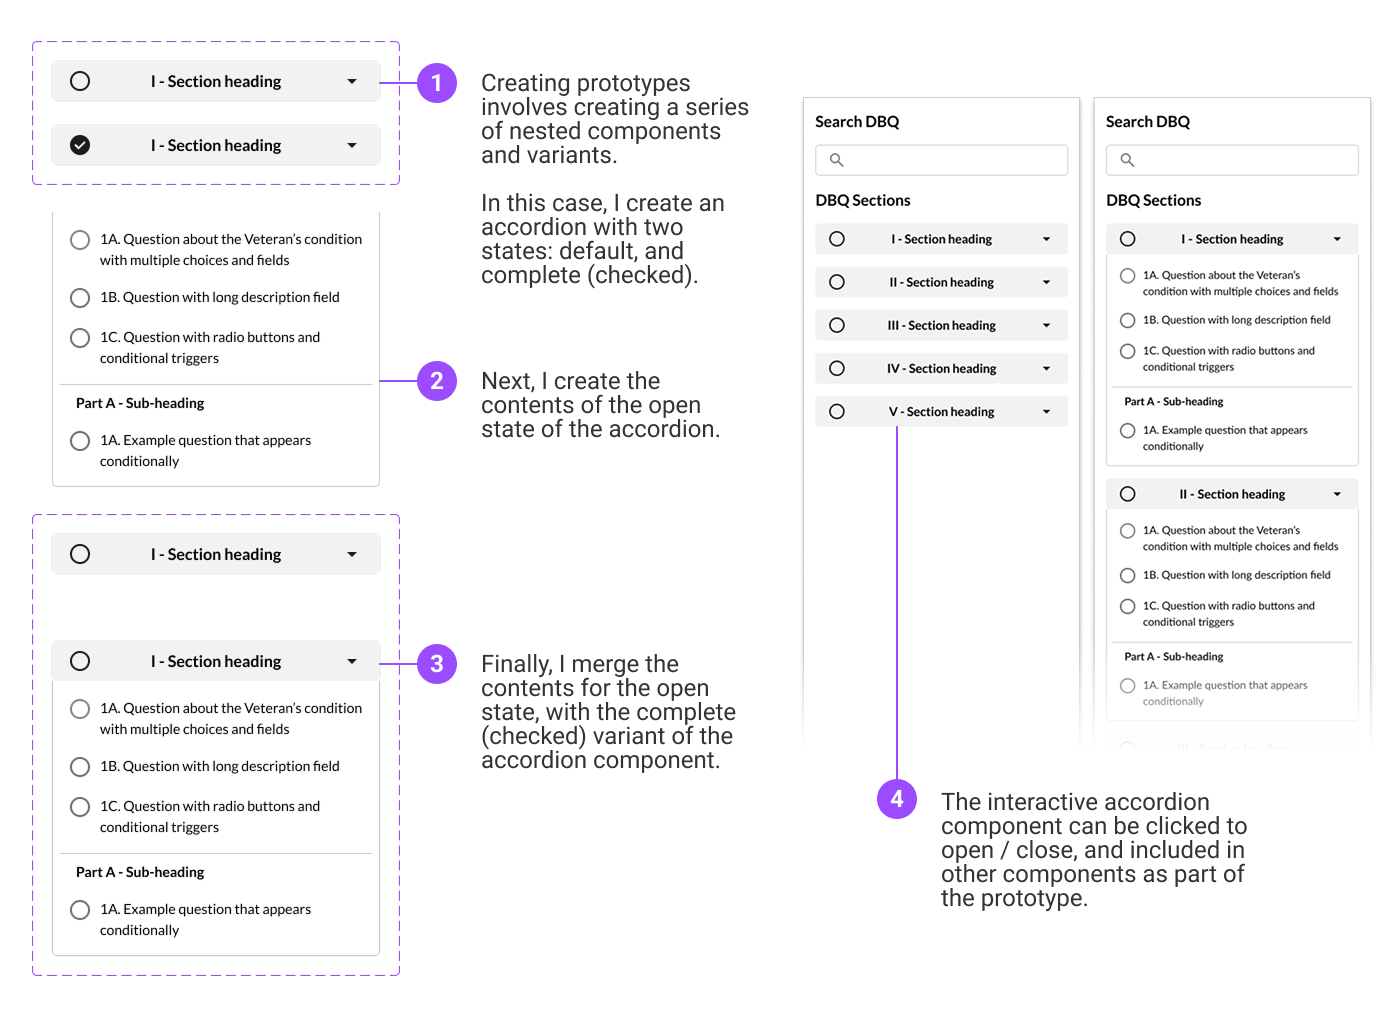 I - Section heading
I - Section heading
1
Creating prototypes
involves creating a series
of nested components
and variants.
In this case, I create an
accordion with two
states: default, and
complete (checked).
1A. Question about the Veteran's condition
with multiple choices and fields
1B. Question with long description field
1C. Question with radio buttons and
conditional triggers
Part A - Sub-heading
1A. Example question that appears
conditionally
2
Next, I create the
contents of the open
state of the accordion.
I - Section heading
I - Section heading
1A. Question about the Veteran's condition
with multiple choices and fields
1B. Question with long description field
1C. Question with radio buttons and
conditional triggers
Part A - Sub-heading
1A. Example question that appears
conditionally
3
Finally, I merge the
contents for the open
state, with the complete
(checked) variant of the
accordion component.
Search DBQ
DBQ Sections
I - Section heading
II - Section heading
III - Section heading
IV - Section heading
V - Section heading
Search DBQ
DBQ Sections
I - Section heading
1A. Question about the Veteran's
condition with multiple choices and fields
1B. Question with long description field
1C. Question with radio buttons and
conditional triggers
Part A - Sub-heading
1A. Example question that appears
conditionally
II - Section heading
1A. Question about the Veteran's
condition with multiple choices and fields
1B. Question with long description field
1C. Question with radio buttons and
conditional triggers
Part A - Sub-heading
1A. Example question that appears
conditionally
III - Section heading
4
The interactive accordion
component can be clicked to
open / close, and included in
other components as part of
the prototype.